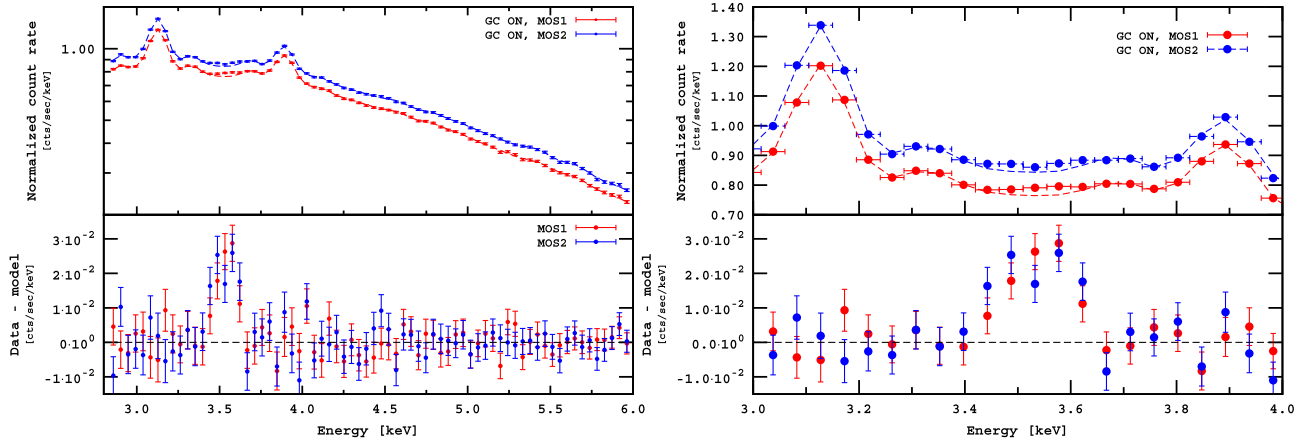 GC ON, MOS1
GC ON, MOS2
Normalized count rate
[cts/sec/keV]
1.00
MOS1
MOS2
Data - model
[cts/sec/keV]
3·10⁻²
2·10⁻²
1·10⁻²
0·10⁰
-1·10⁻²
3.0 3.5 4.0 4.5 5.0 5.5 6.0
Energy [keV]
GC ON, MOS1
GC ON, MOS2
Normalized count rate
[cts/sec/keV]
1.40
1.30
1.20
1.10
1.00
0.90
0.80
0.70
Data - model
[cts/sec/keV]
3.0·10⁻²
2.0·10⁻²
1.0·10⁻²
0.0·10⁰
-1.0·10⁻²
3.0 3.2 3.4 3.6 3.8 4.0
Energy [keV]